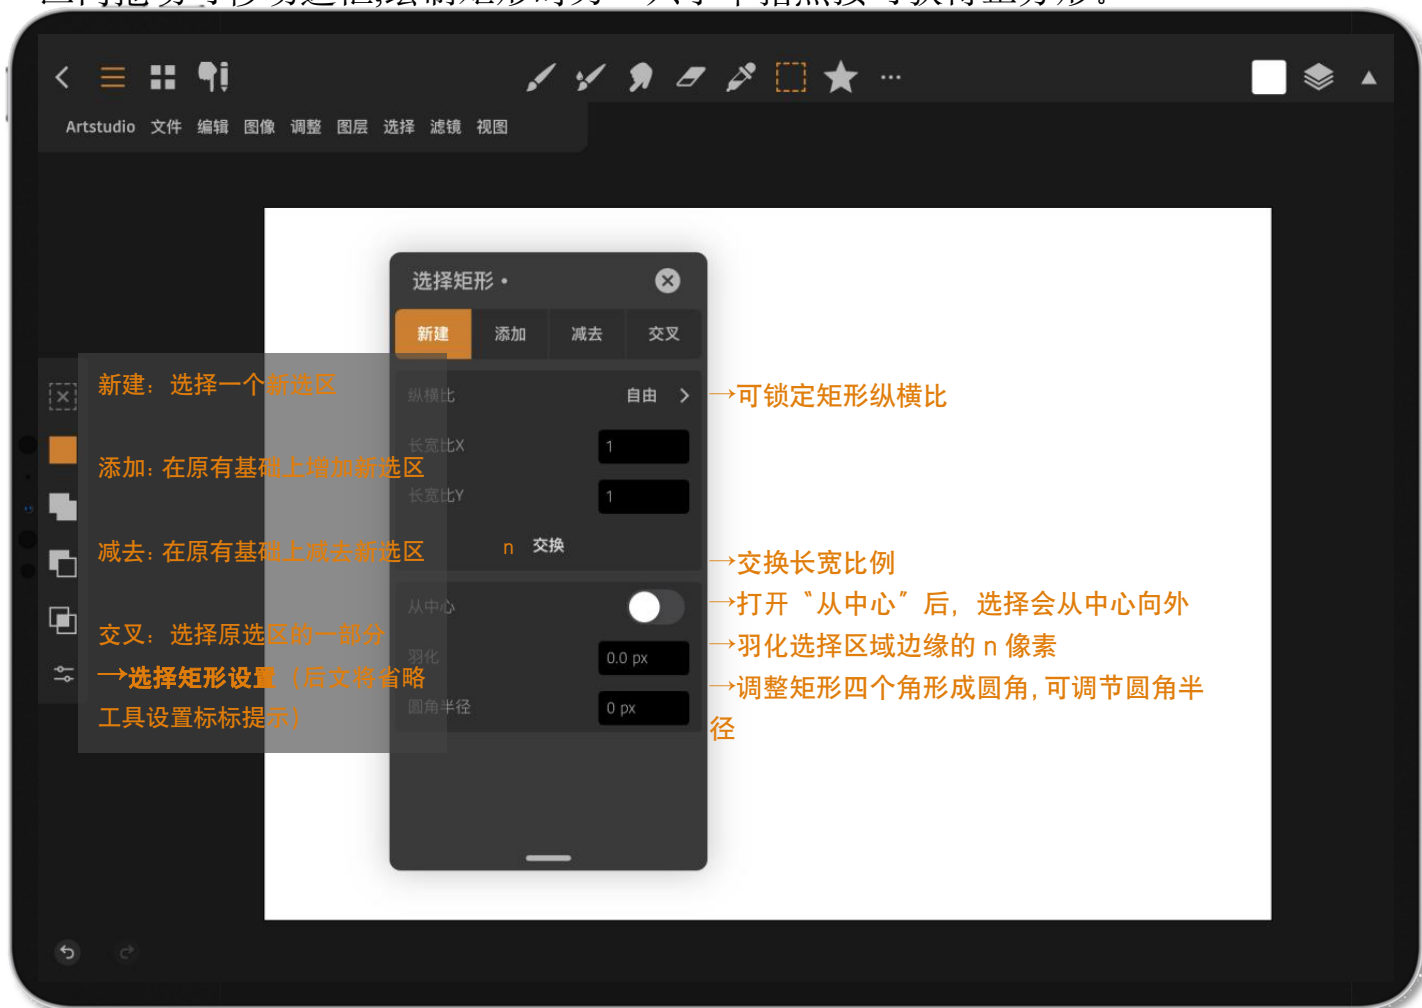 Artstudio 文件 编辑 图像 调整 图层 选择 滤镜 视图
选择矩形 •
新建 添加 减去 交叉
新建：选择一个新选区
纵横比 自由 >
→可锁定矩形纵横比
长宽比X 1
添加：在原有基础上增加新选区
长宽比Y 1
减去：在原有基础上减去新选区
n 交换
→交换长宽比例
从中心
→打开“从中心”后，选择会从中心向外
交叉：选择原选区的一部分
羽化 0.0 px
→羽化选择区域边缘的 n 像素
→选择矩形设置（后文将省略
工具设置标标提示）
圆角半径 0 px
→调整矩形四个角形成圆角，可调节圆角半
径